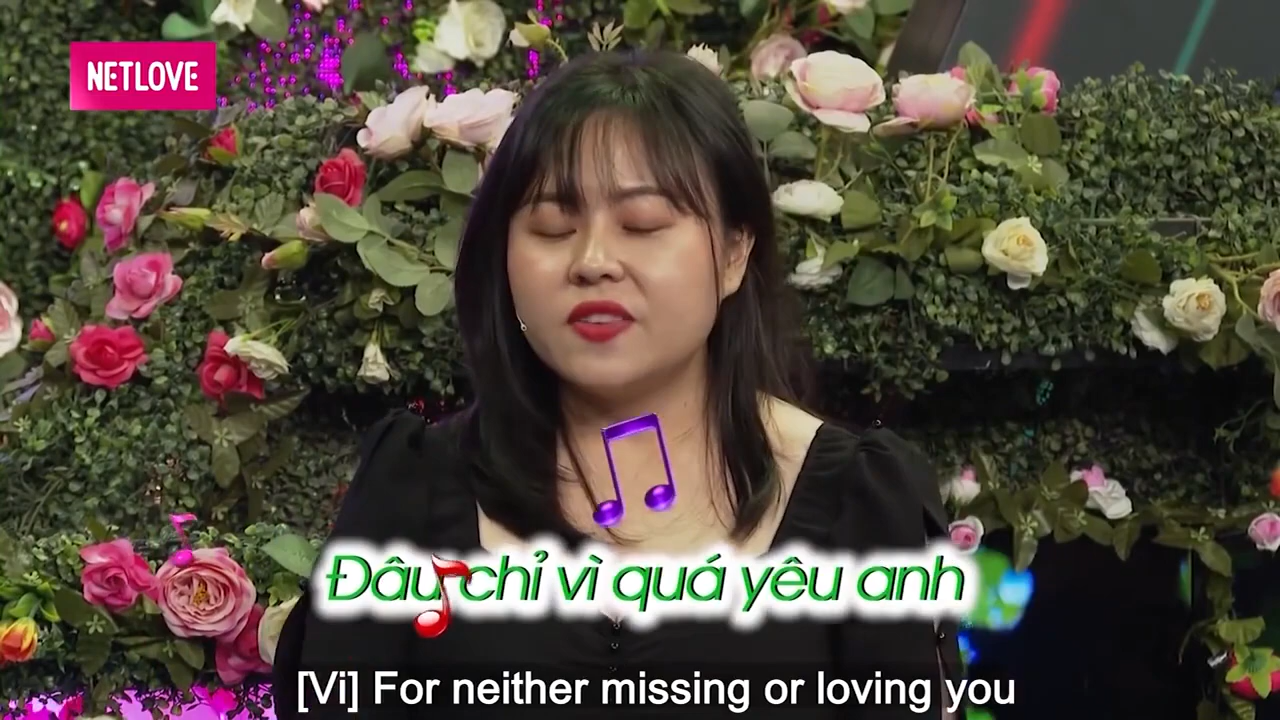 NETLOVE
Đâu chỉ vì quá yêu anh
[Vi] For neither missing or loving you